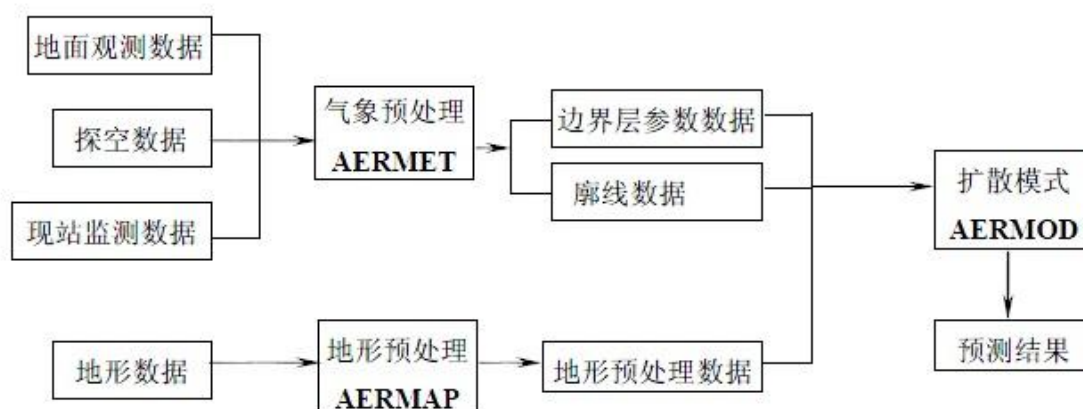 地面观测数据
探空数据
现站监测数据
气象预处理
AERMET
边界层参数数据
廓线数据
扩散模式
AERMOD
预测结果
地形数据
地形预处理
AERMAP
地形预处理数据